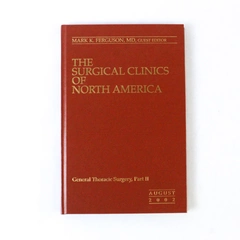 MARK K. FERGUSON, MD, GUEST EDITOR
THE
SURGICAL CLINICS
OF
NORTH AMERICA
General Thoracic Surgery, Part II
AUGUST
2002